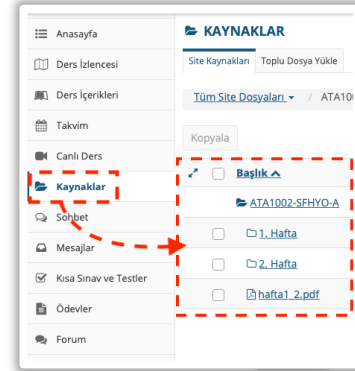 Anasayfa
Ders İzlencesi
Ders İçerikleri
Takvim
Canlı Ders
Kaynaklar
Sohbet
Mesajlar
Kısa Sınav ve Testler
Ödevler
Forum
KAYNAKLAR
Site Kaynakları Toplu Dosya Yükle
Tüm Site Dosyaları / ATA10
Kopyala
Başlık
ATA1002-SFHYO-A
1. Hafta
2. Hafta
hafta1_2.pdf